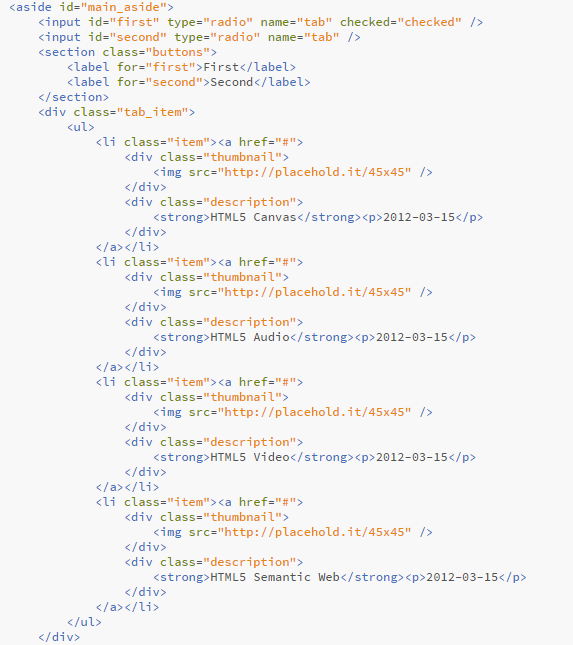 <aside id="main_aside">
    <input id="first" type="radio" name="tab" checked="checked" />
    <input id="second" type="radio" name="tab" />
    <section class="buttons">
        <label for="first">First</label>
        <label for="second">Second</label>
    </section>
    <div class="tab_item">
        <ul>
            <li class="item"><a href="#">
                <div class="thumbnail">
                    <img src="http://placehold.it/45x45" />
                </div>
                <div class="description">
                    <strong>HTML5 Canvas</strong><p>2012-03-15</p>
                </div>
            </a></li>
            <li class="item"><a href="#">
                <div class="thumbnail">
                    <img src="http://placehold.it/45x45" />
                </div>
                <div class="description">
                    <strong>HTML5 Audio</strong><p>2012-03-15</p>
                </div>
            </a></li>
            <li class="item"><a href="#">
                <div class="thumbnail">
                    <img src="http://placehold.it/45x45" />
                </div>
                <div class="description">
                    <strong>HTML5 Video</strong><p>2012-03-15</p>
                </div>
            </a></li>
            <li class="item"><a href="#">
                <div class="thumbnail">
                    <img src="http://placehold.it/45x45" />
                </div>
                <div class="description">
                    <strong>HTML5 Semantic Web</strong><p>2012-03-15</p>
                </div>
            </a></li>
        </ul>
    </div>